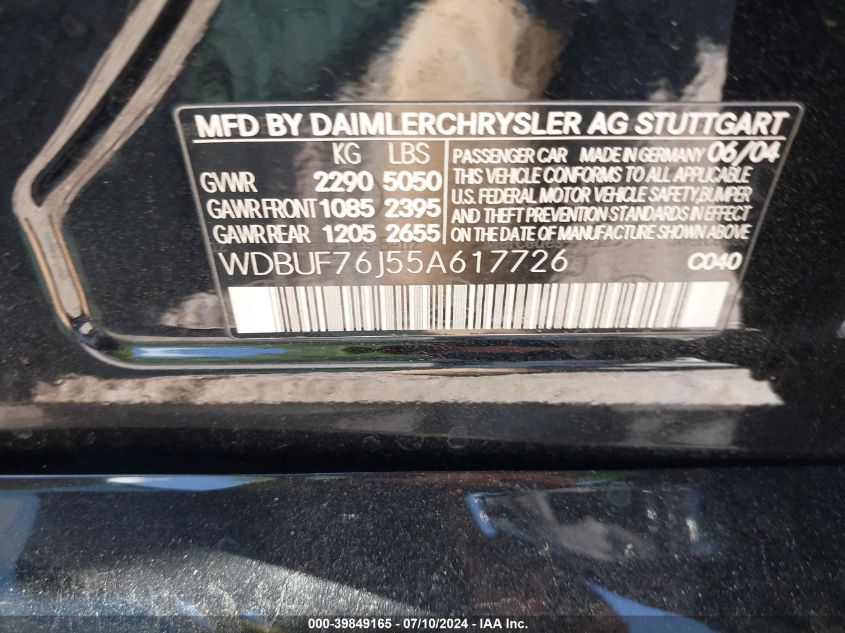 MFD BY DAIMLERCHRYSLER AG STUTTGART
KG LBS
GVWR 2290 5050
GAWR FRONT 1085 2395
GAWR REAR 1205 2655
PASSENGER CAR MADE IN GERMANY 06/04
THIS VEHICLE CONFORMS TO ALL APPLICABLE
U.S. FEDERAL MOTOR VEHICLE SAFETY,BUMPER
AND THEFT PREVENTION STANDARDS IN EFFECT
ON THE DATE OF MANUFACTURE SHOWN ABOVE
WDBUF76J55A617726 C040
000-39849165 - 07/10/2024 - IAA Inc.